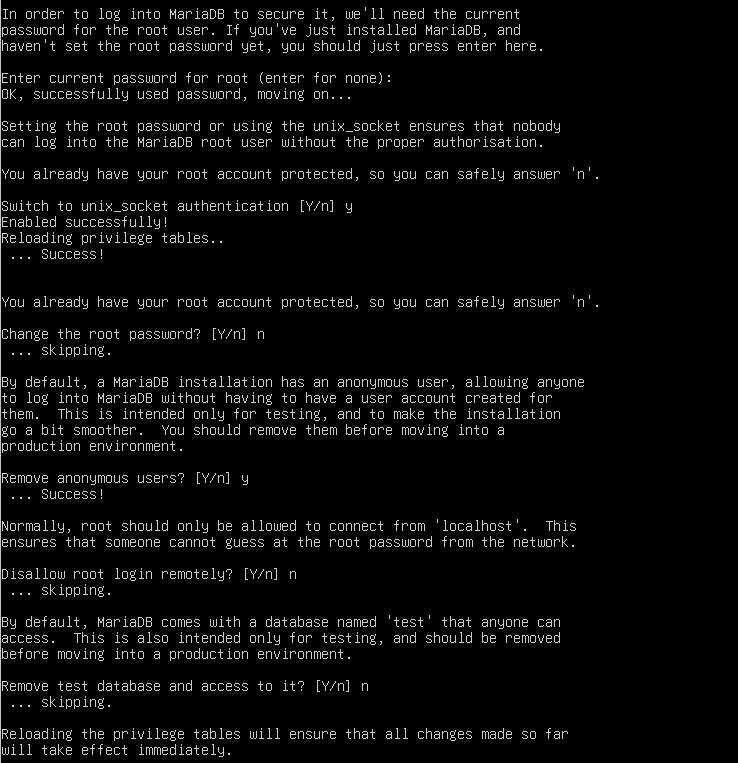 In order to log into MariaDB to secure it, we'll need the current
password for the root user. If you've just installed MariaDB, and
haven't set the root password yet, you should just press enter here.
Enter current password for root (enter for none):
OK, successfully used password, moving on...
Setting the root password or using the unix_socket ensures that nobody
can log into the MariaDB root user without the proper authorisation.
You already have your root account protected, so you can safely answer 'n'.
Switch to unix_socket authentication [Y/n] y
Enabled successfully!
Reloading privilege tables..
 ... Success!
You already have your root account protected, so you can safely answer 'n'.
Change the root password? [Y/n] n
 ... skipping.
By default, a MariaDB installation has an anonymous user, allowing anyone
to log into MariaDB without having to have a user account created for
them.  This is intended only for testing, and to make the installation
go a bit smoother.  You should remove them before moving into a
production environment.
Remove anonymous users? [Y/n] y
 ... Success!
Normally, root should only be allowed to connect from 'localhost'.  This
ensures that someone cannot guess at the root password from the network.
Disallow root login remotely? [Y/n] n
 ... skipping.
By default, MariaDB comes with a database named 'test' that anyone can
access.  This is also intended only for testing, and should be removed
before moving into a production environment.
Remove test database and access to it? [Y/n] n
 ... skipping.
Reloading the privilege tables will ensure that all changes made so far
will take effect immediately.